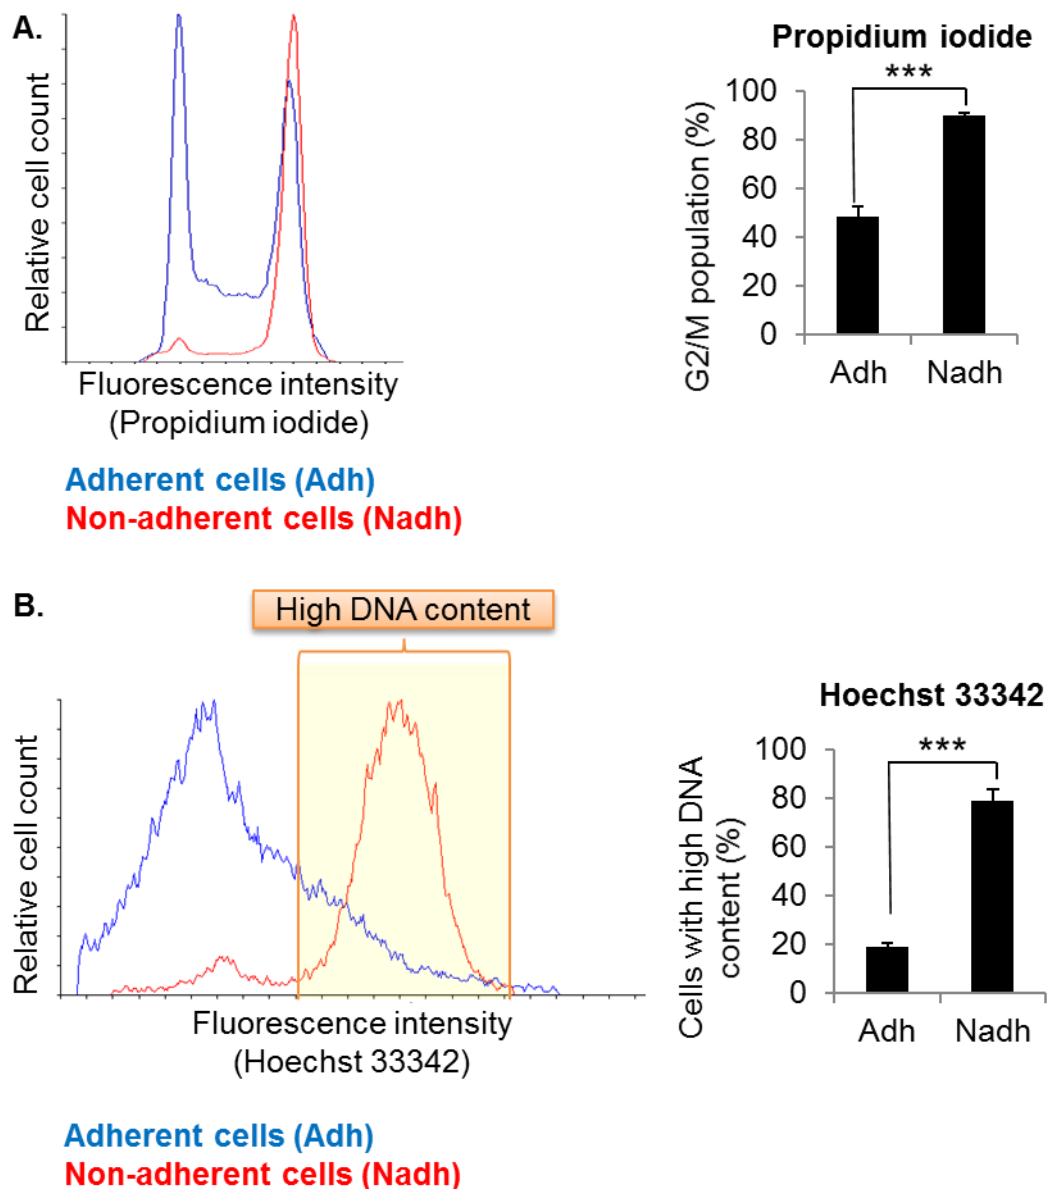 A.
Relative cell count
Fluorescence intensity
(Propidium iodide)
Adherent cells (Adh)
Non-adherent cells (Nadh)
Propidium iodide
***
G2/M population (%)
100
80
60
40
20
0
Adh Nadh
B.
High DNA content
Relative cell count
Fluorescence intensity
(Hoechst 33342)
Adherent cells (Adh)
Non-adherent cells (Nadh)
Hoechst 33342
***
Cells with high DNA
content (%)
100
80
60
40
20
0
Adh Nadh